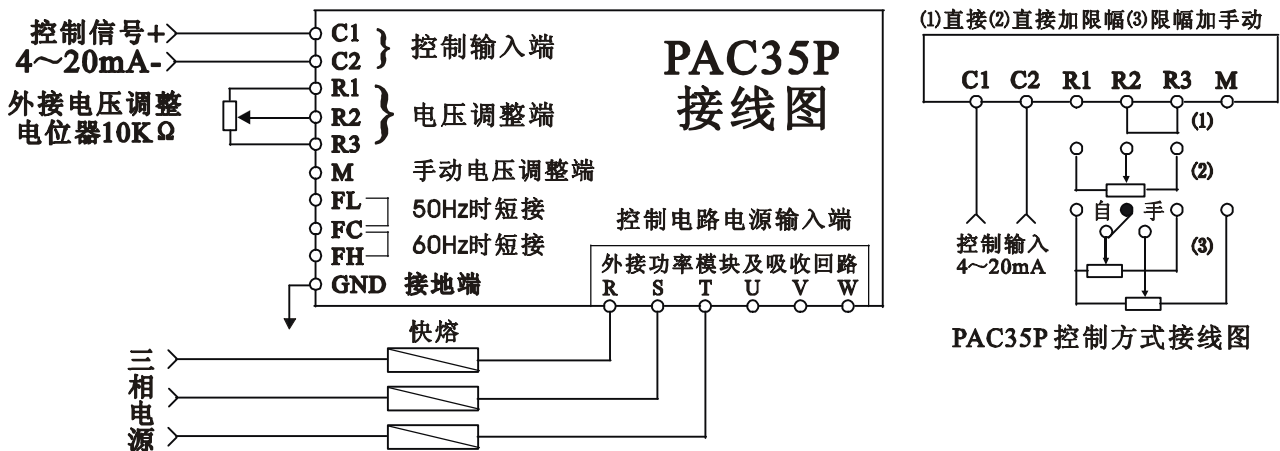 控制信号+
4～20mA-
外接电压调整
电位器10KΩ
C1
C2
控制输入端
R1
R2
R3
电压调整端
M
手动电压调整端
FL
FC
FH
50Hz时短接
60Hz时短接
GND 接地端
PAC35P
接线图
控制电路电源输入端
外接功率模块及吸收回路
R S T U V W
快熔
三
相
电
源
(1)直接(2)直接加限幅(3)限幅加手动
C1 C2 R1 R2 R3 M
(1)
(2)
自 手
(3)
控制输入
4～20mA
PAC35P 控制方式接线图